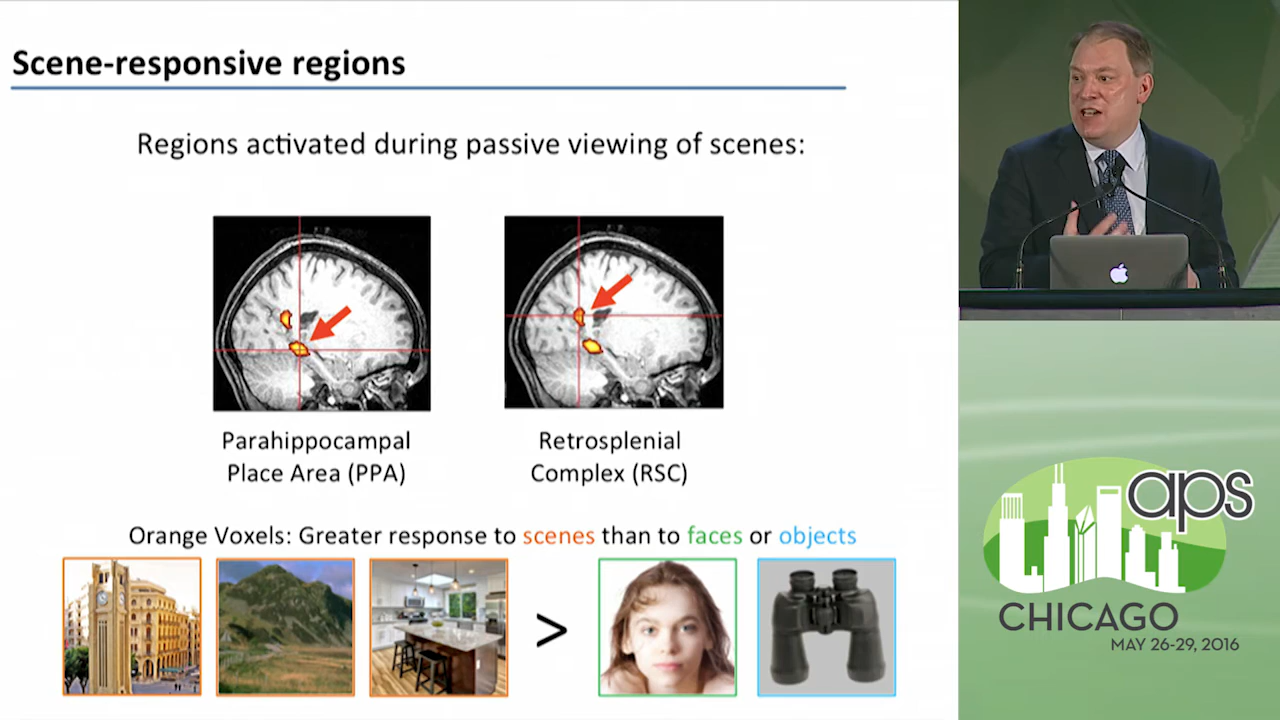 Scene-responsive regions
Regions activated during passive viewing of scenes:
Parahippocampal
Place Area (PPA)
Retrosplenial
Complex (RSC)
Orange Voxels: Greater response to scenes than to faces or objects
>
aps
CHICAGO
MAY 26-29, 2016